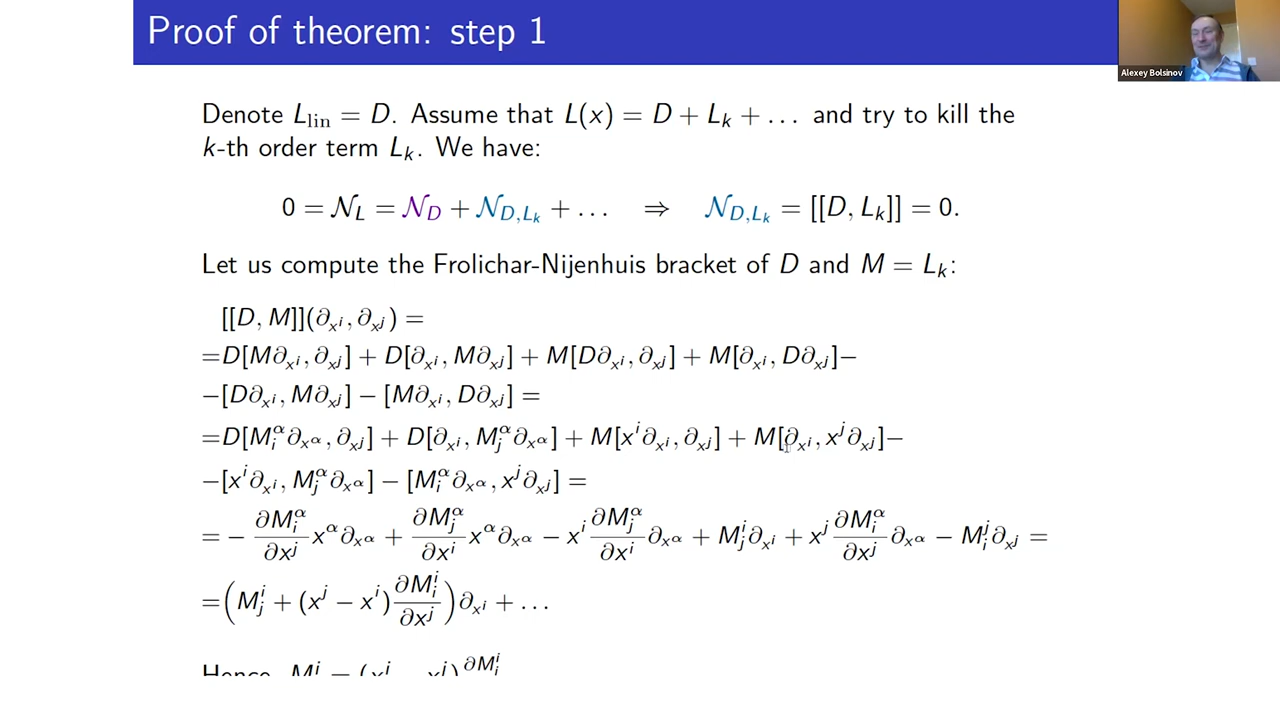 Proof of theorem: step 1
Alexey Bolsinov
Denote L_lin = D. Assume that L(x) = D + L_k + ... and try to kill the
k-th order term L_k. We have:
0 = 𝒩_L = 𝒩_D + 𝒩_{D,L_k} + ... ⇒ 𝒩_{D,L_k} = [[D, L_k]] = 0.
Let us compute the Frolichar-Nijenhuis bracket of D and M = L_k:
[[D, M]](∂_{x^i}, ∂_{x^j}) =
=D[M∂_{x^i}, ∂_{x^j}] + D[∂_{x^i}, M∂_{x^j}] + M[D∂_{x^i}, ∂_{x^j}] + M[∂_{x^i}, D∂_{x^j}]−
−[D∂_{x^i}, M∂_{x^j}] − [M∂_{x^i}, D∂_{x^j}] =
=D[M_i^α ∂_{x^α}, ∂_{x^j}] + D[∂_{x^i}, M_j^α ∂_{x^α}] + M[x^i ∂_{x^i}, ∂_{x^j}] + M[∂_{x^i}, x^j ∂_{x^j}]−
−[x^i ∂_{x^i}, M_j^α ∂_{x^α}] − [M_i^α ∂_{x^α}, x^j ∂_{x^j}] =
= − ∂M_i^α/∂x^j x^α ∂_{x^α} + ∂M_j^α/∂x^i x^α ∂_{x^α} − x^i ∂M_j^α/∂x^i ∂_{x^α} + M_j^i ∂_{x^i} + x^j ∂M_i^α/∂x^j ∂_{x^α} − M_i^j ∂_{x^j} =
=(M_j^i + (x^j − x^i) ∂M_i^i/∂x^j) ∂_{x^i} + ...